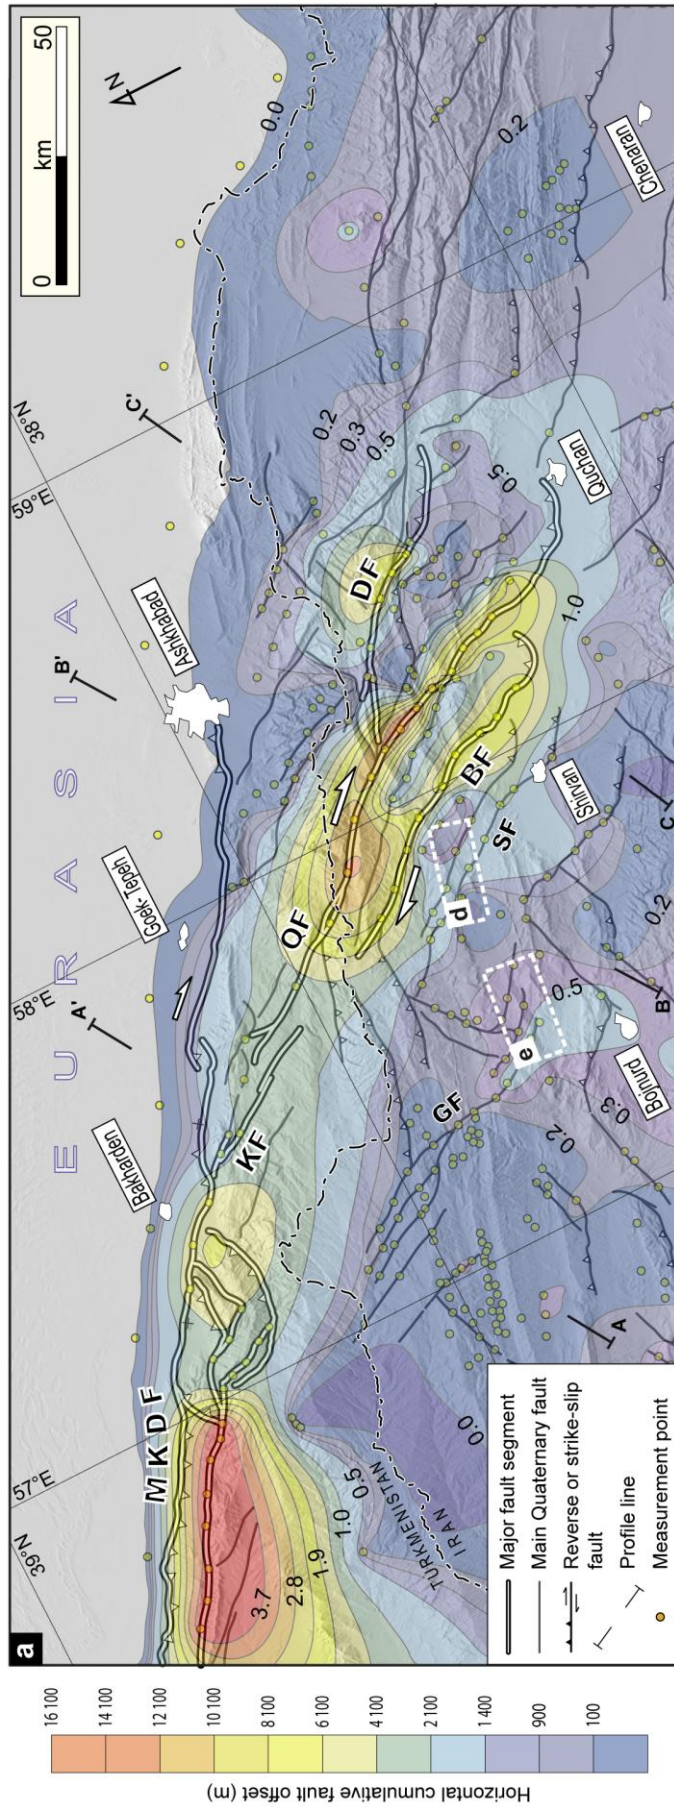 a
0 km 50
N
38°N
59°E
58°E
57°E
39°N
E U R A S I A
A'
B'
C'
Bakharden
Goek-Tepeh
Ashkhabad
0.0
M K D F
KF
QF
DF
BF
SF
GF
0.2
0.3
0.5
0.5
0.2
1.0
3.7
2.8
1.9
1.0
0.5
TURKMENISTAN
IRAN
0.0
0.2
0.3
0.5
0.2
d
e
Bojnurd
Shirvan
Quchan
Chenaran
A
B
C
Major fault segment
Main Quaternary fault
Reverse or strike-slip
fault
Profile line
Measurement point
Horizontal cumulative fault offset (m)
16 100
14 100
12 100
10 100
8 100
6 100
4 100
2 100
1 400
900
100